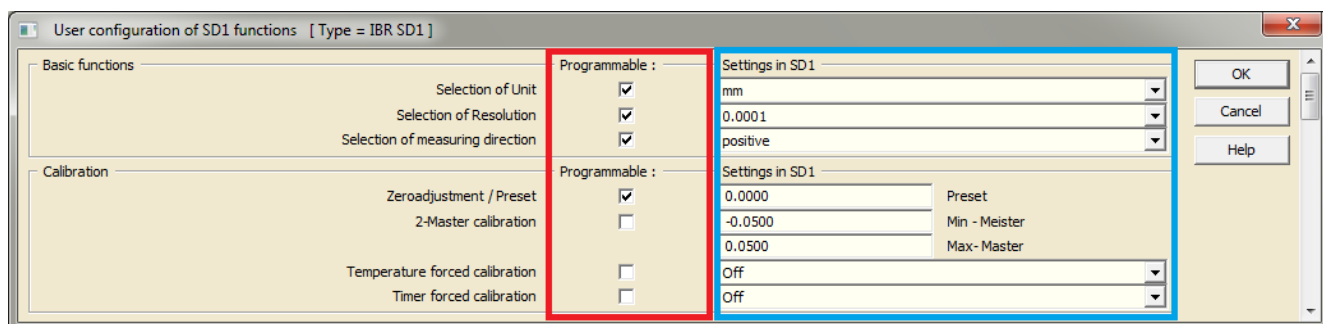 User configuration of SD1 functions [ Type = IBR SD1 ]
Basic functions Programmable : Settings in SD1 OK
Selection of Unit mm
Selection of Resolution 0.0001 Cancel
Selection of measuring direction positive Help
Calibration Programmable : Settings in SD1
Zeroadjustment / Preset 0.0000 Preset
2-Master calibration -0.0500 Min - Meister
0.0500 Max- Master
Temperature forced calibration Off
Timer forced calibration Off